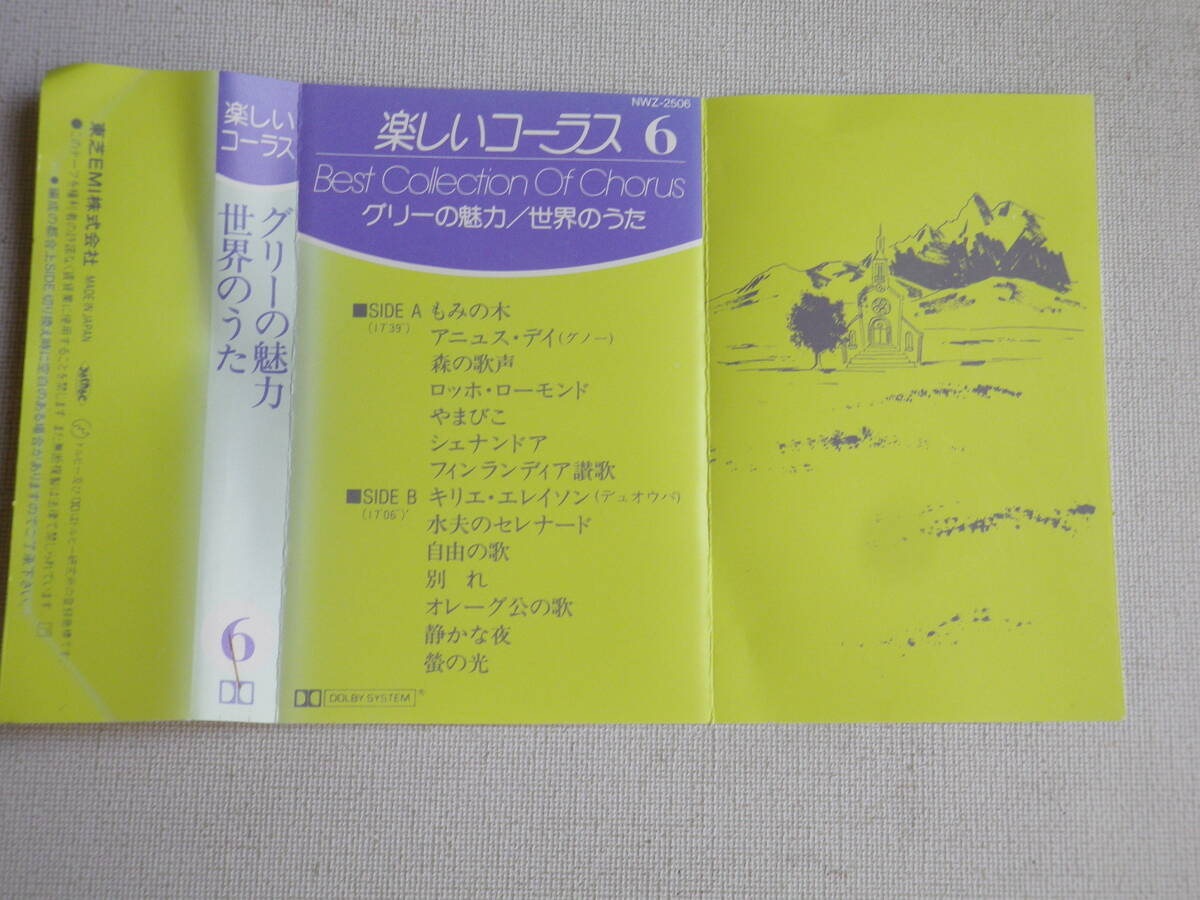 東芝EMI株式会社 MADE IN JAPAN
楽しい
コーラス
グリーの魅力
世界のうた
6
NWZ-2506
楽しいコーラス 6
Best Collection Of Chorus
グリーの魅力/世界のうた
■SIDE A もみの木
(17'39")
アニュス・デイ(グノー)
森の歌声
ロッホ・ローモンド
やまびこ
シェナンドア
フィンランディア讃歌
■SIDE B キリエ・エレイソン(デュオウパ)
(17'06")
水夫のセレナード
自由の歌
別れ
オレーグ公の歌
静かな夜
螢の光
DOLBY SYSTEM®